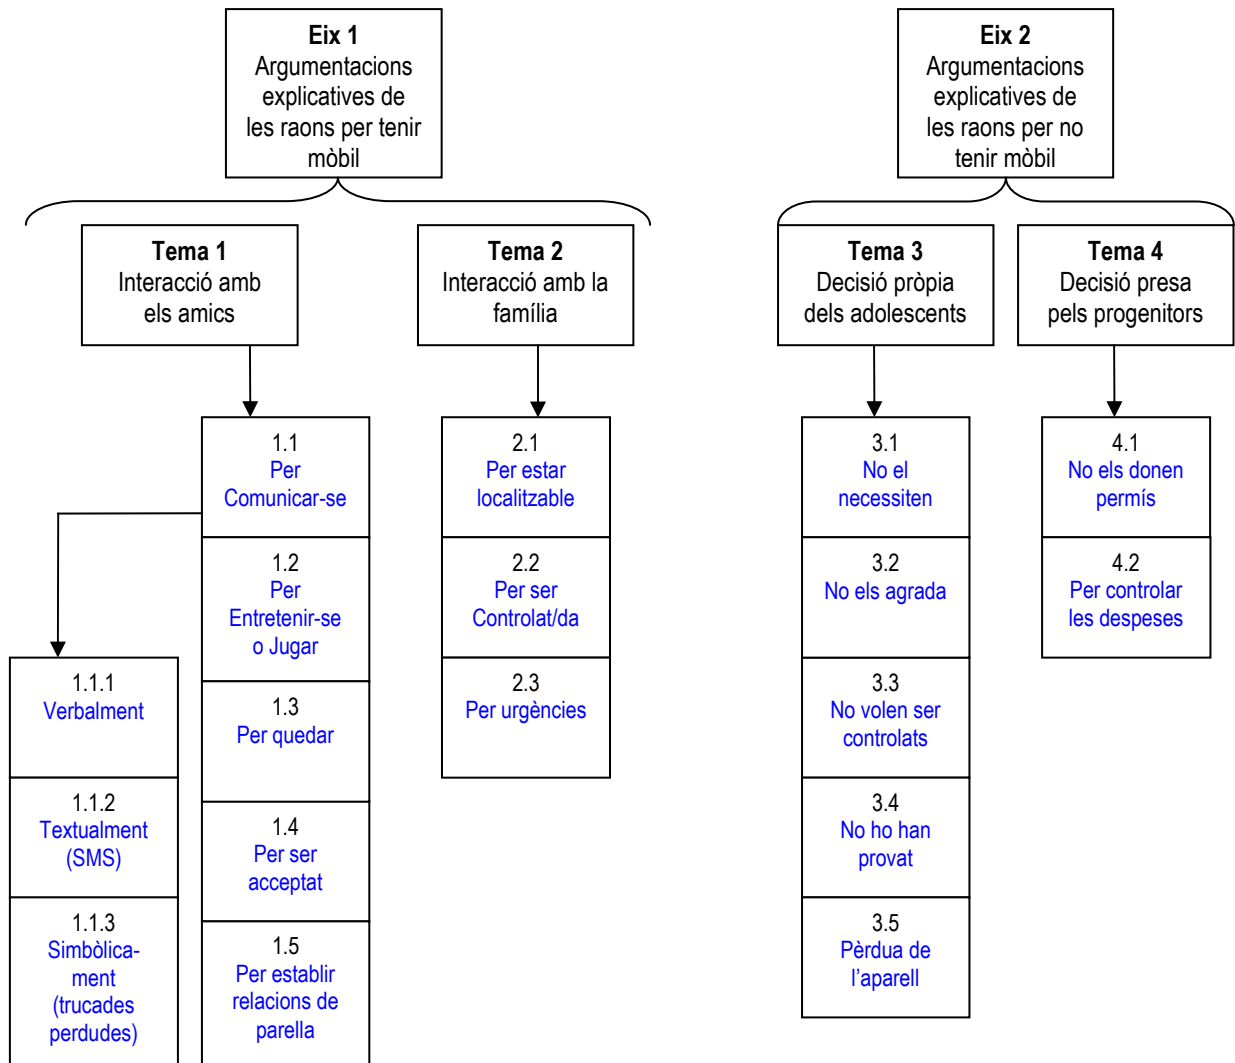 Eix 1
Argumentacions
explicatives de
les raons per tenir
mòbil
Eix 2
Argumentacions
explicatives de
les raons per no
tenir mòbil
Tema 1
Interacció amb
els amics
Tema 2
Interacció amb la
família
Tema 3
Decisió pròpia
dels adolescents
Tema 4
Decisió presa
pels progenitors
1.1
Per
Comunicar-se
1.2
Per
Entretenir-se
o Jugar
1.3
Per quedar
1.4
Per ser
acceptat
1.5
Per establir
relacions de
parella
1.1.1
Verbalment
1.1.2
Textualment
(SMS)
1.1.3
Simbòlica-
ment
(trucades
perdudes)
2.1
Per estar
localitzable
2.2
Per ser
Controlat/da
2.3
Per urgències
3.1
No el
necessiten
3.2
No els agrada
3.3
No volen ser
controlats
3.4
No ho han
provat
3.5
Pèrdua de
l’aparell
4.1
No els donen
permís
4.2
Per controlar
les despeses